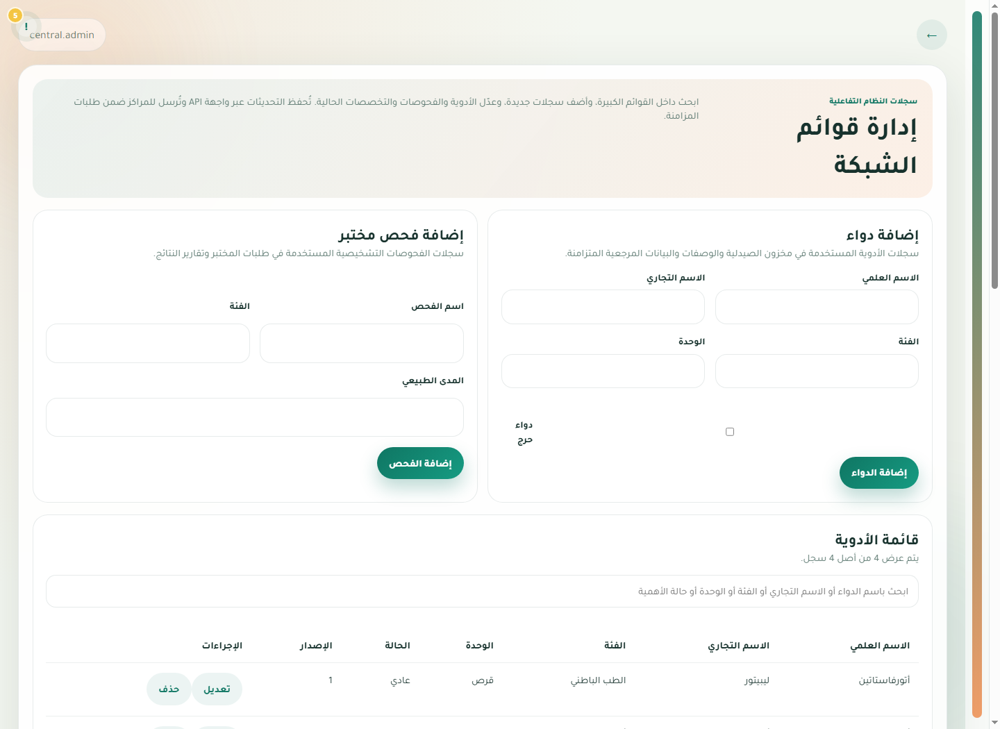 5
!
central.admin
←
سجلات النظام التفاعلية
إدارة قوائم
الشبكة
ابحث داخل القوائم الكبيرة، وأضف سجلات جديدة، وعدّل الأدوية والفحوصات والتخصصات الحالية. تُحفظ التحديثات عبر واجهة API وتُرسل للمراكز ضمن طلبات
المزامنة.
إضافة دواء
سجلات الأدوية المستخدمة في مخزون الصيدلية والوصفات والبيانات المرجعية المتزامنة.
الاسم العلمي
الاسم التجاري
الفئة
الوحدة
دواء
حرج
إضافة الدواء
إضافة فحص مختبر
سجلات الفحوصات التشخيصية المستخدمة في طلبات المختبر وتقارير النتائج.
اسم الفحص
الفئة
المدى الطبيعي
إضافة الفحص
قائمة الأدوية
يتم عرض 4 من أصل 4 سجل.
ابحث باسم الدواء أو الاسم التجاري أو الفئة أو الوحدة أو حالة الأهمية
الاسم العلمي الاسم التجاري الفئة الوحدة الحالة الإصدار الإجراءات
أتورفاستاتين ليبيتور الطب الباطني قرص عادي 1 تعديل حذف